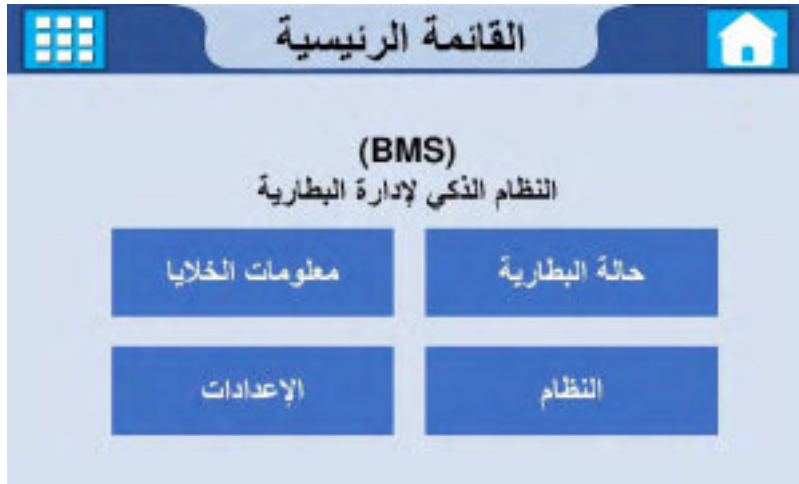 القائمة الرئيسية
(BMS)
النظام الذكي لإدارة البطارية
حالة البطارية
معلومات الخلايا
النظام
الإعدادات